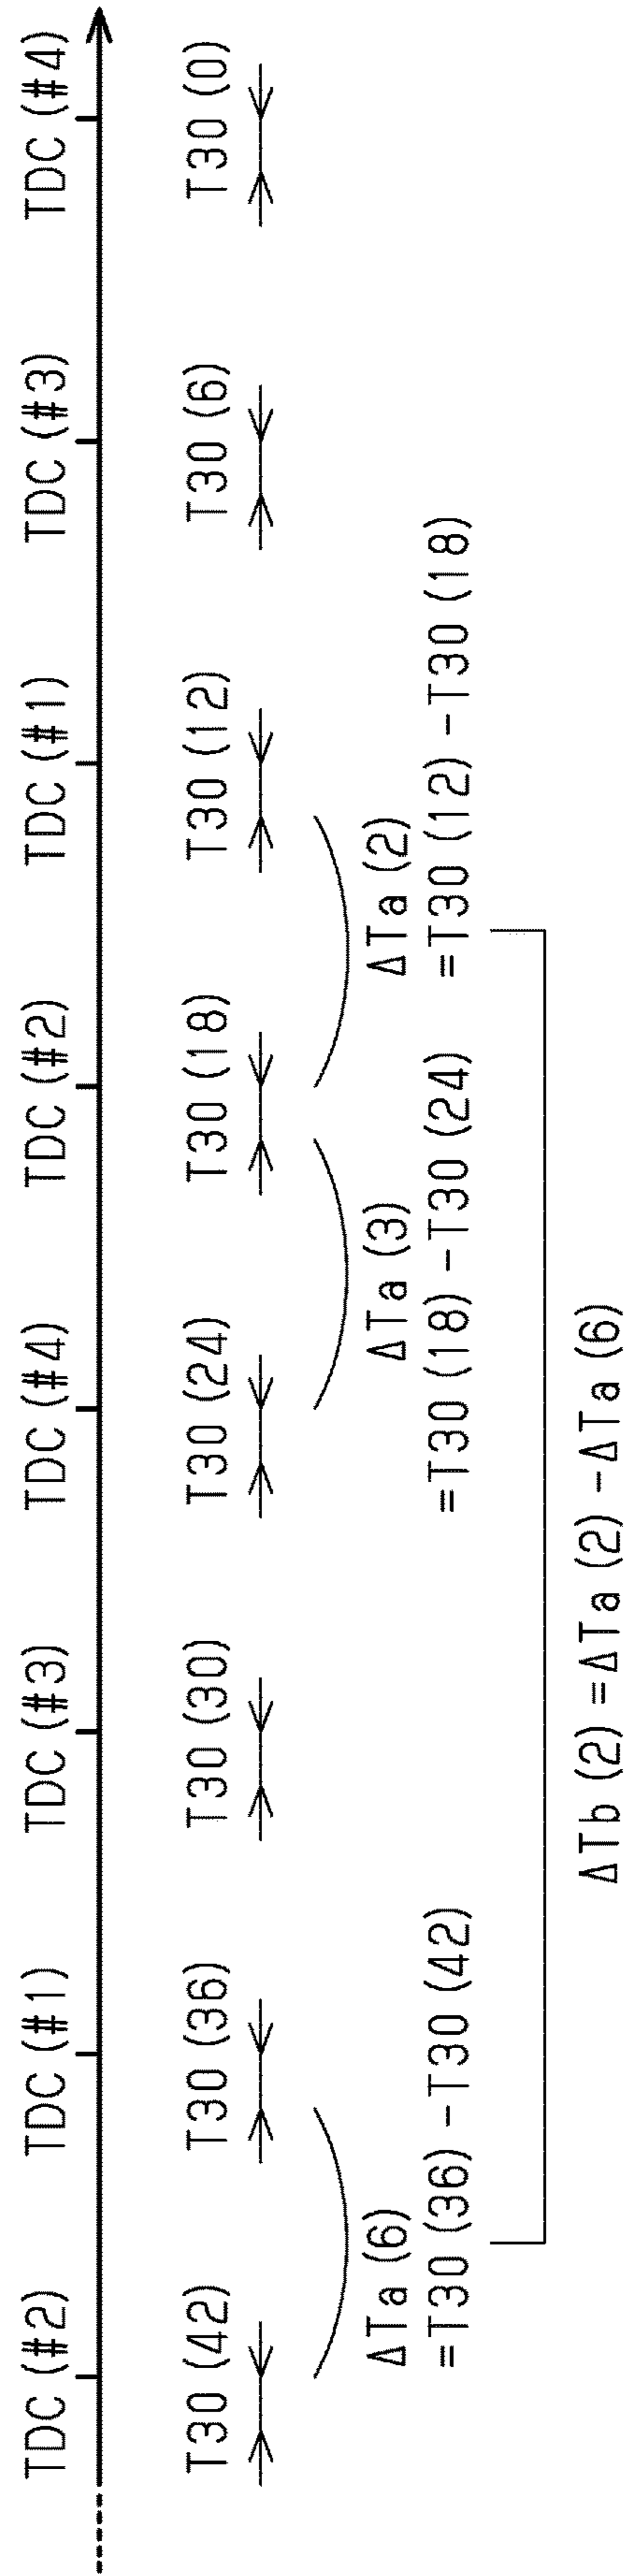 TDC (#2) TDC (#1) TDC (#3) TDC (#4) TDC (#2) TDC (#1) TDC (#3) TDC (#4)
T30 (42) T30 (36) T30 (30) T30 (24) T30 (18) T30 (12) T30 (6) T30 (0)
ΔTa (6) ΔTa (3) ΔTa (2)
=T30 (36) -T30 (42) =T30 (18) -T30 (24) =T30 (12) -T30 (18)
ΔTb (2) =ΔTa (2) -ΔTa (6)